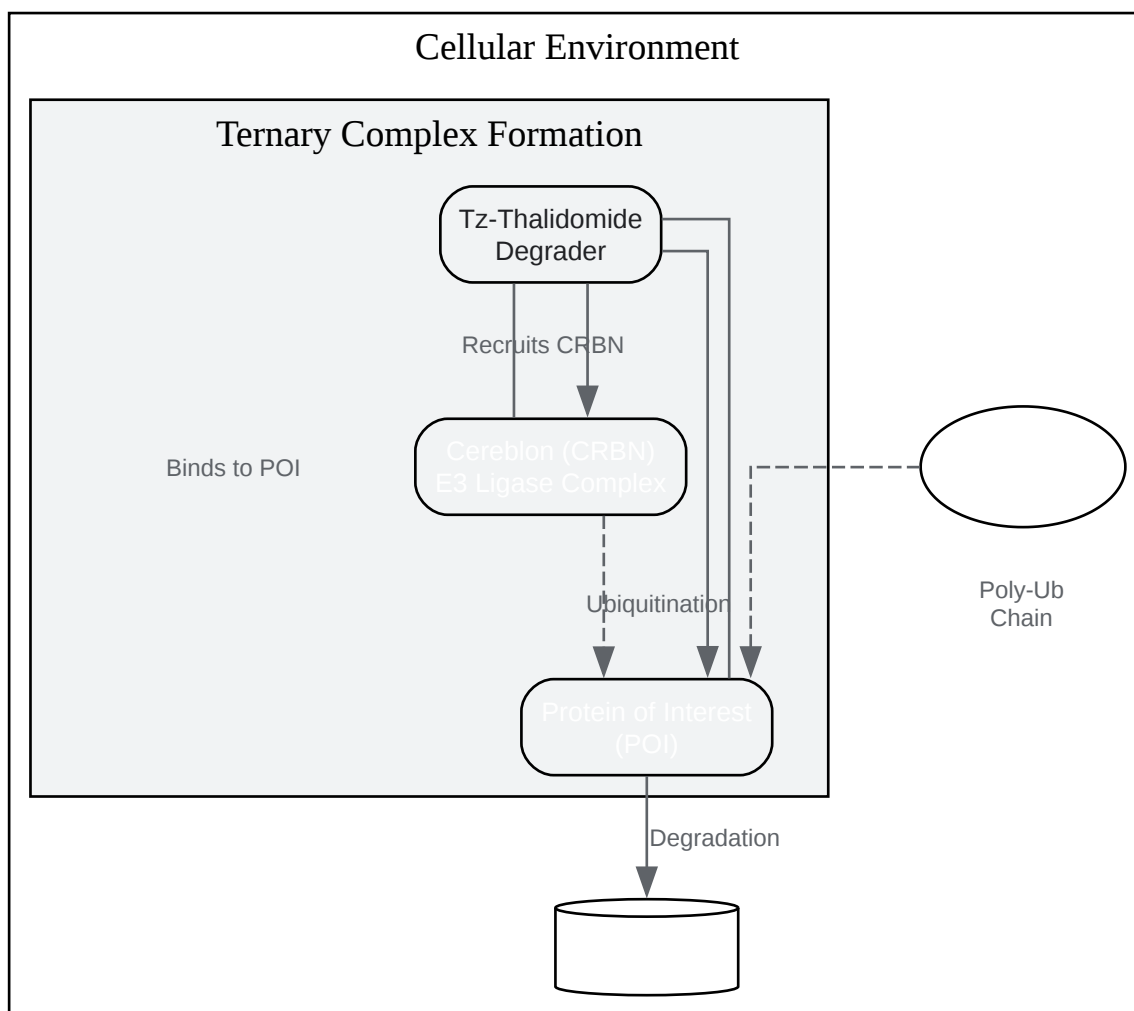 Cellular Environment
Ternary Complex Formation
Tz-Thalidomide
Degrader
Recruits CRBN
Cereblon (CRBN)
E3 Ligase Complex
Binds to POI
Poly-Ub
Chain
Ubiquitination
Protein of Interest
(POI)
Degradation